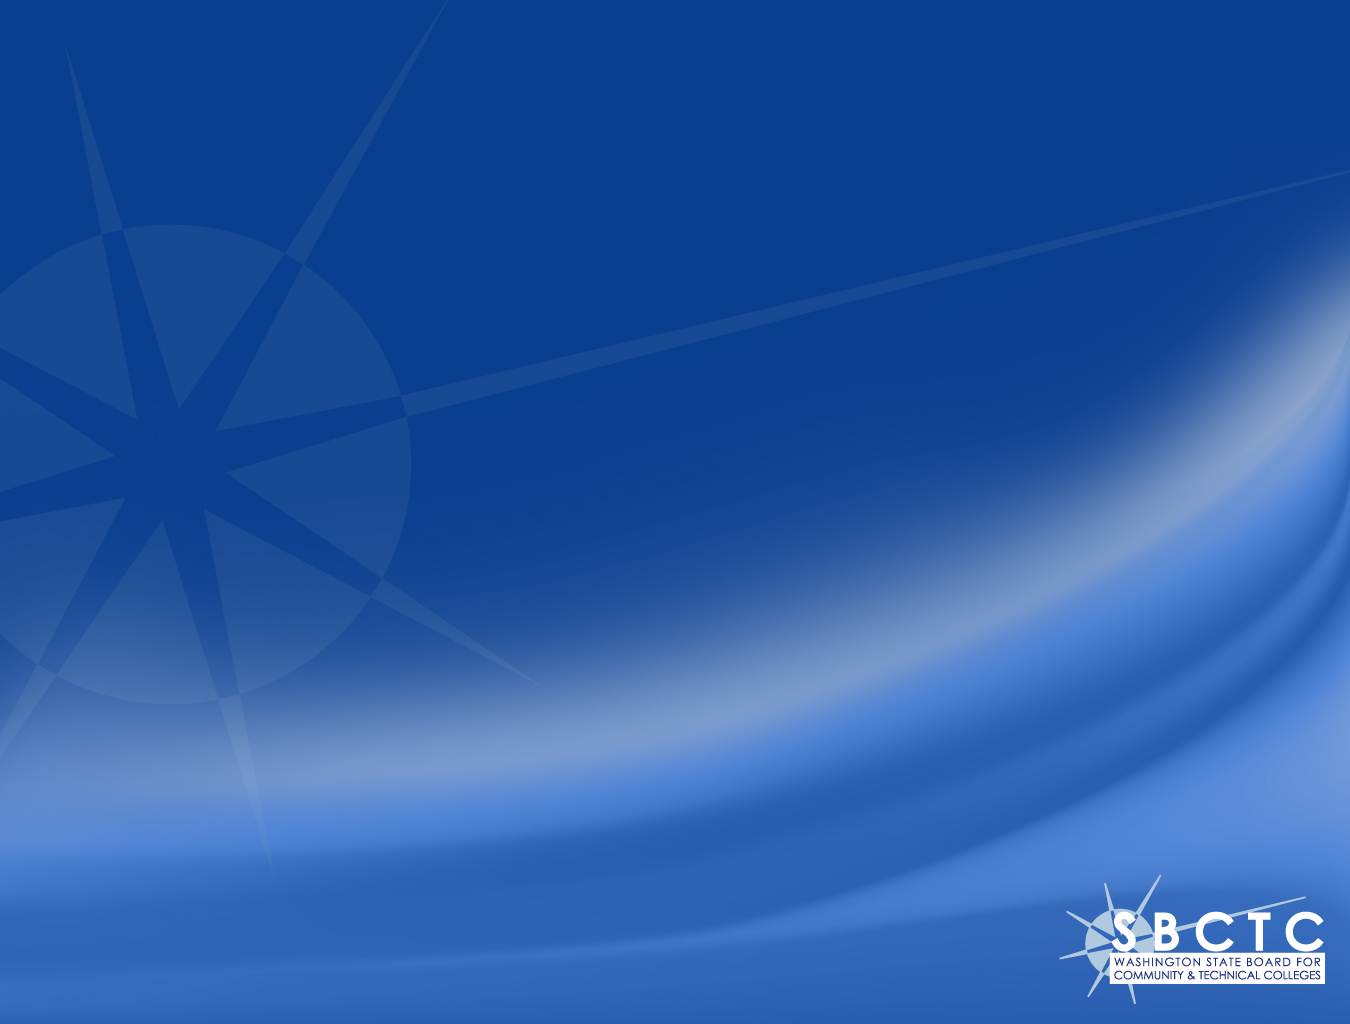 SBCTC
WASHINGTON STATE BOARD FOR
COMMUNITY & TECHNICAL COLLEGES